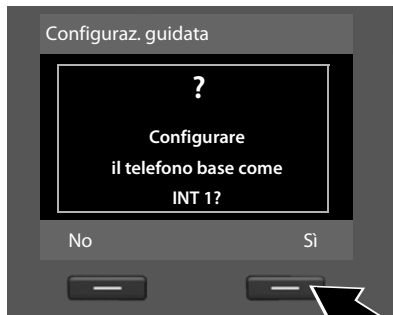 Configuraz. guidata
?
Configurare
il telefono base come
INT 1?
No Sì